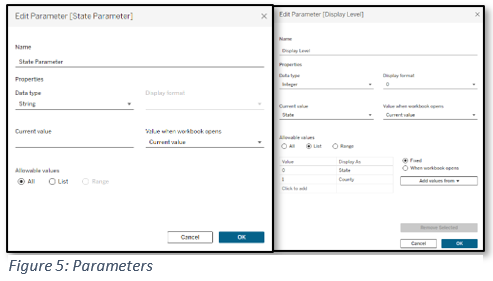 Edit Parameter [State Parameter]
Name
State Parameter
Properties
Data type
Display format
String
Current value
Value when workbook opens
Current value
Allowable values
All
List
Range
Cancel
OK
Edit Parameter [Display Level]
Name
Display Level
Properties
Data type
Display format
Integer
0
Current value
Value when workbook opens
State
Current value
Allowable values
All
List
Range
Value
Display As
0
State
1
County
Click to add
Fixed
When workbook opens
Add values from
Remove Selected
Cancel
OK
Figure 5: Parameters